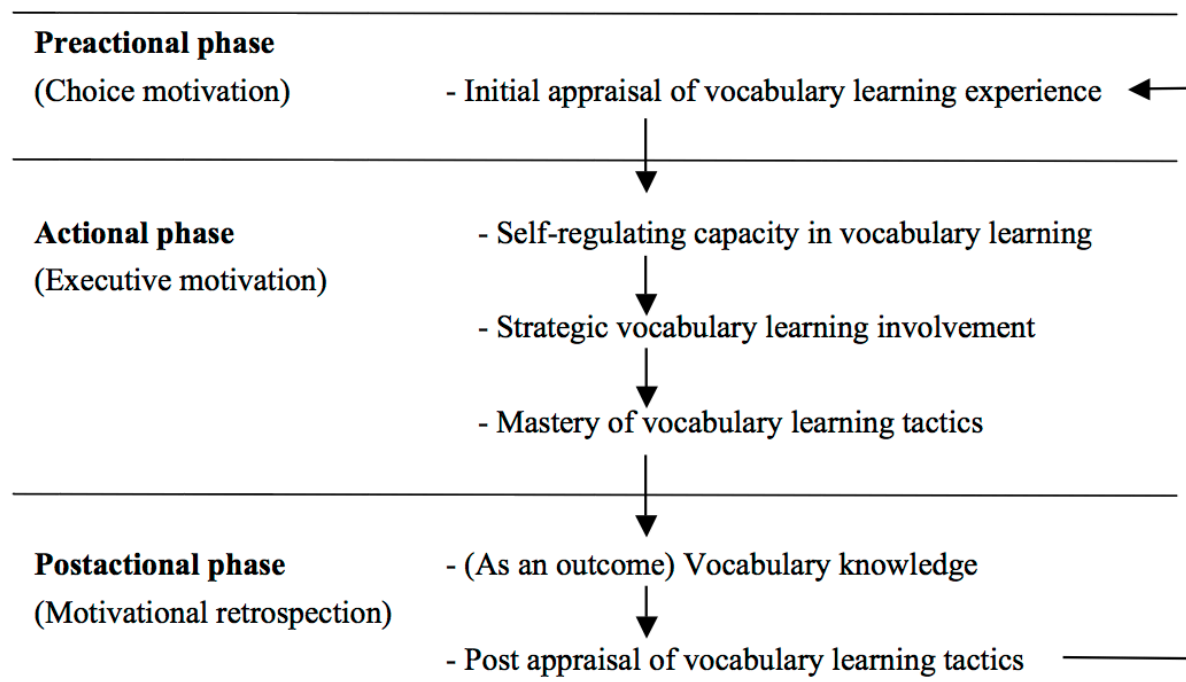 Preactional phase
(Choice motivation) - Initial appraisal of vocabulary learning experience
Actional phase - Self-regulating capacity in vocabulary learning
(Executive motivation)
- Strategic vocabulary learning involvement
- Mastery of vocabulary learning tactics
Postactional phase - (As an outcome) Vocabulary knowledge
(Motivational retrospection)
- Post appraisal of vocabulary learning tactics